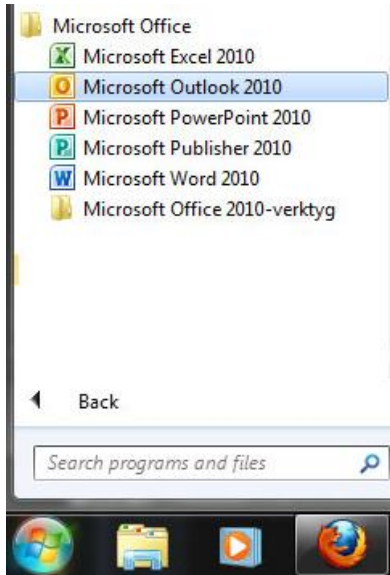 Microsoft Office
Microsoft Excel 2010
Microsoft Outlook 2010
Microsoft PowerPoint 2010
Microsoft Publisher 2010
Microsoft Word 2010
Microsoft Office 2010-verktyg
Back
Search programs and files